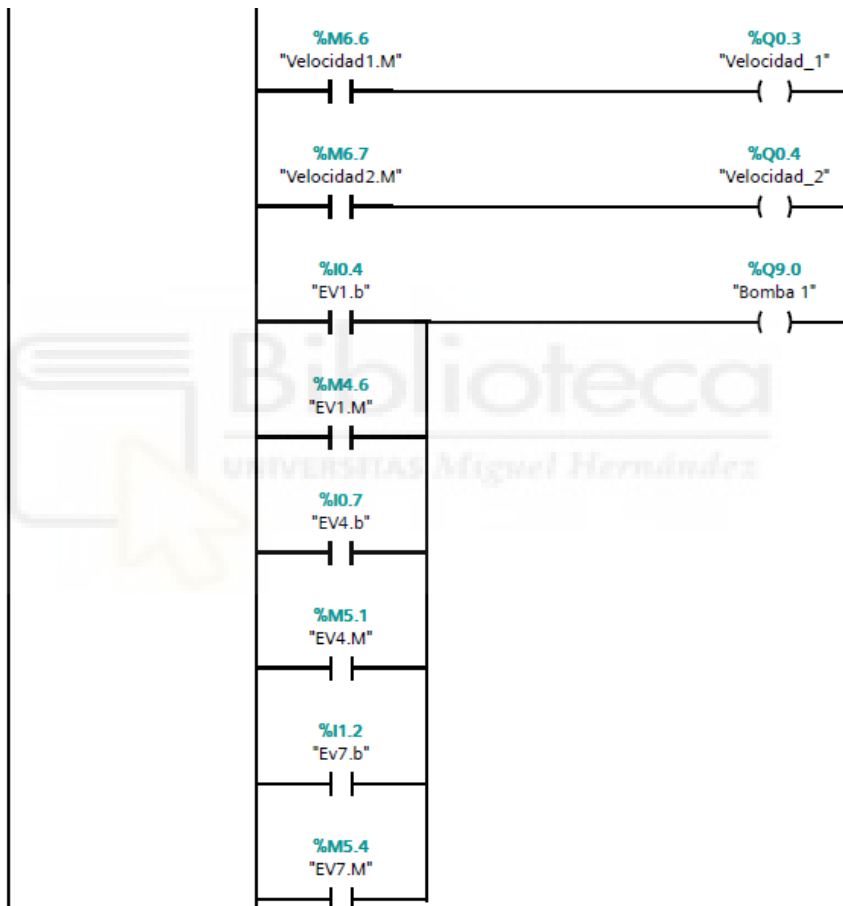 %M6.6
"Velocidad1.M"
%Q0.3
"Velocidad_1"
%M6.7
"Velocidad2.M"
%Q0.4
"Velocidad_2"
%I0.4
"EV1.b"
%Q9.0
"Bomba 1"
%M4.6
"EV1.M"
Biblioteca
UNIVERSITAS Miguel Hernández
%I0.7
"EV4.b"
%M5.1
"EV4.M"
%I1.2
"Ev7.b"
%M5.4
"EV7.M"